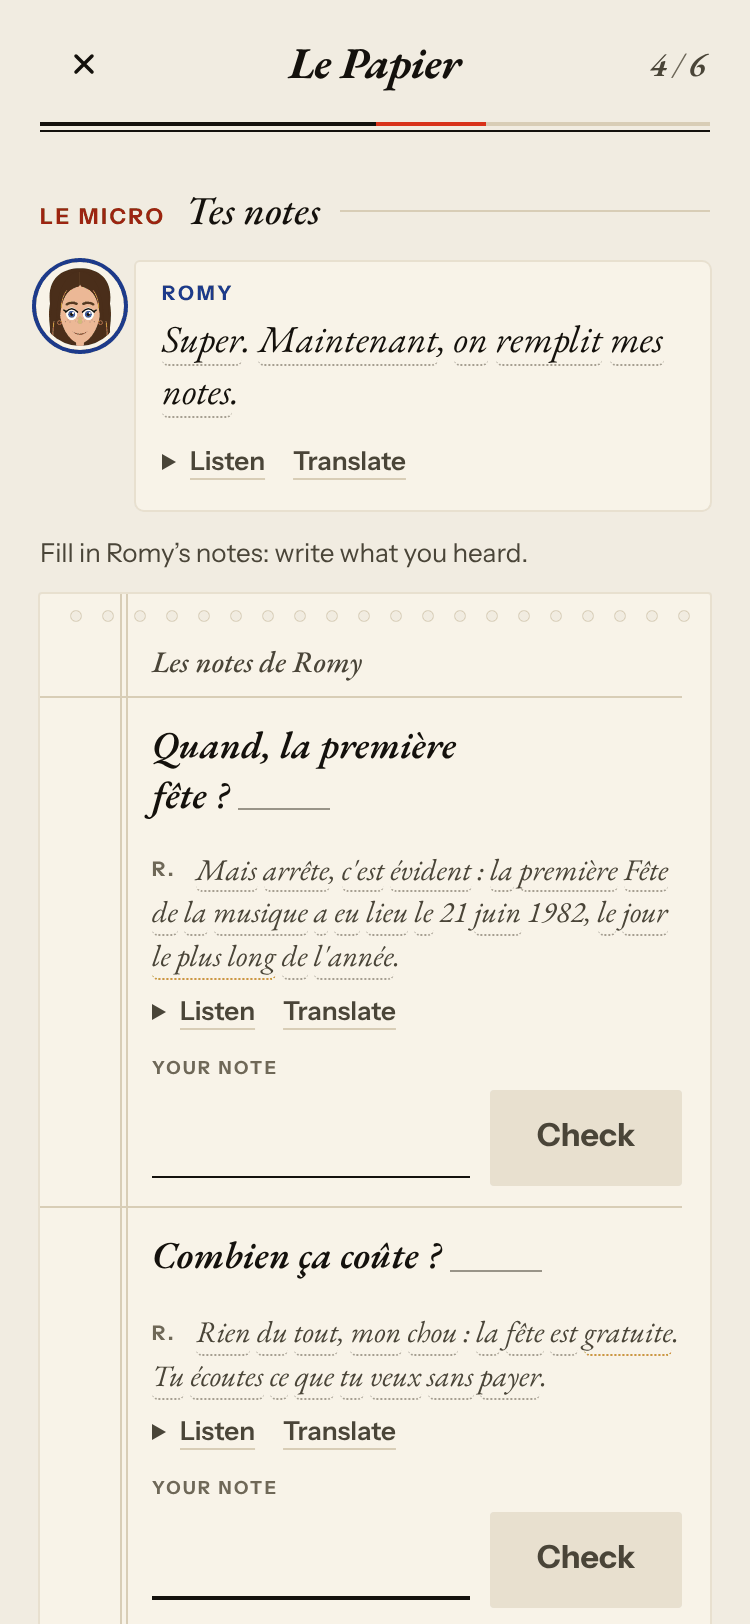 Le Papier
4 / 6
LE MICRO Tes notes
ROMY
Super. Maintenant, on remplit mes
notes.
Listen Translate
Fill in Romy’s notes: write what you heard.
Les notes de Romy
Quand, la première
fête ? ______
R. Mais arrête, c'est évident : la première Fête
de la musique a eu lieu le 21 juin 1982, le jour
le plus long de l'année.
Listen Translate
YOUR NOTE
Check
Combien ça coûte ? ______
R. Rien du tout, mon chou : la fête est gratuite.
Tu écoutes ce que tu veux sans payer.
Listen Translate
YOUR NOTE
Check